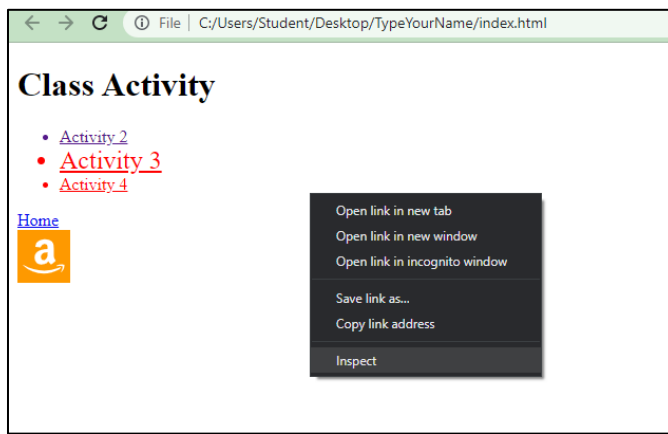 File | C:/Users/Student/Desktop/TypeYourName/index.html
Class Activity
• Activity 2
• Activity 3
• Activity 4
Home
a
Open link in new tab
Open link in new window
Open link in incognito window
Save link as...
Copy link address
Inspect